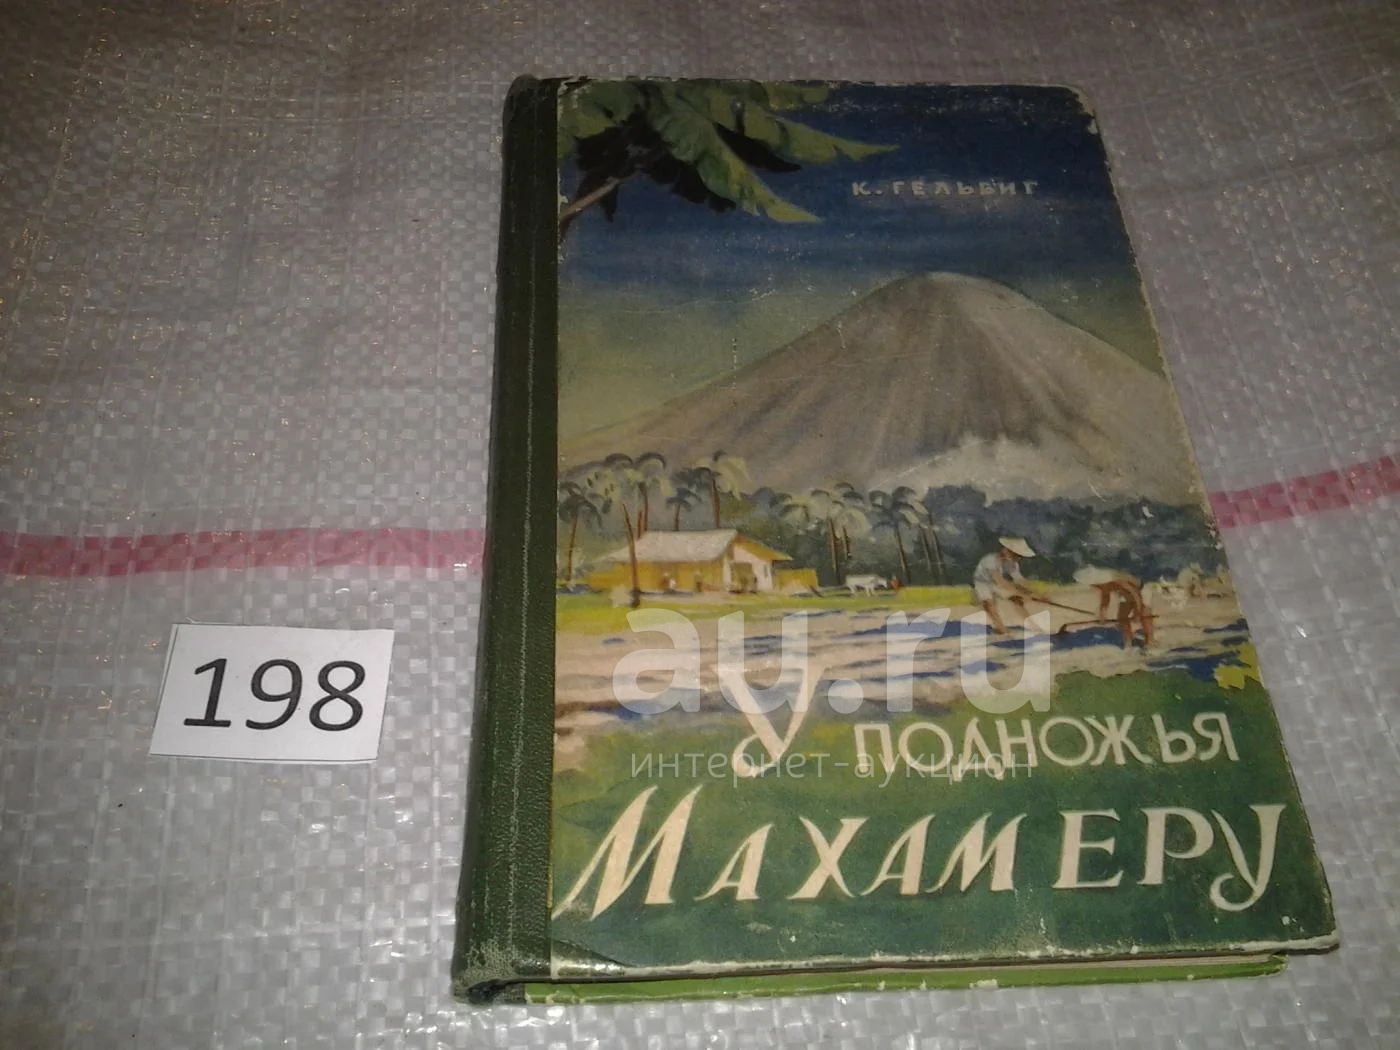 К. ГЕЛЬВИГ
198
au.ru
У ПОДНОЖЬЯ
интернет-аукцион
МАХАМЕРУ